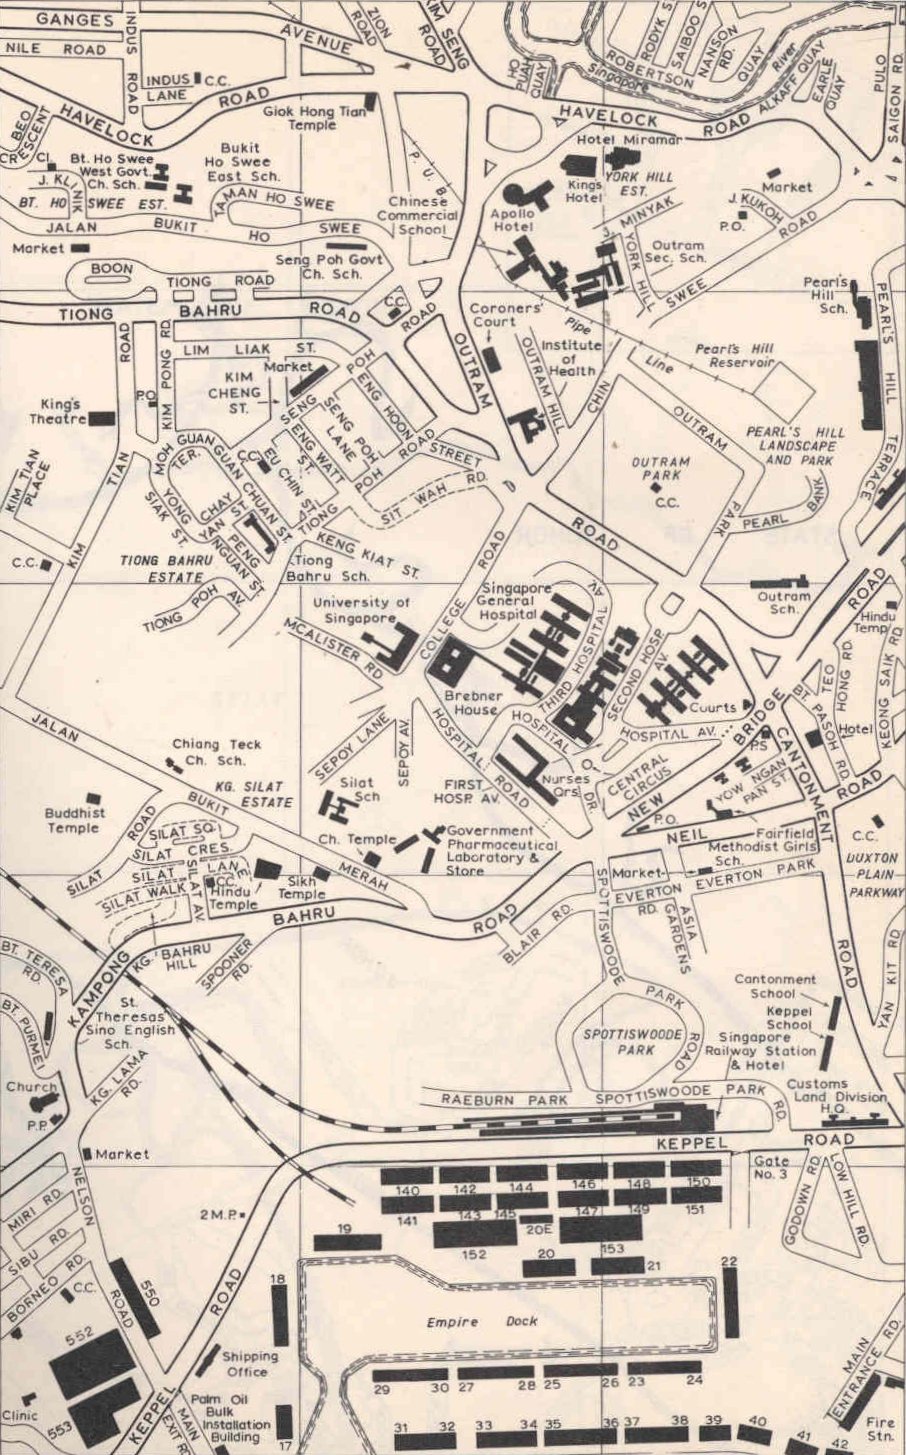 GANGES
AVENUE
NILE ROAD
INDUS ROAD
ZION ROAD
KIM SENG ROAD
INDUS LANE
C.C.
HAVELOCK ROAD
Giok Hong Tian
Temple
HO PUAH QUAY
RODYK S
SAIBOO S
NANSON RD.
ROBERTSON QUAY
Singapore River
ALKAFF QUAY
EARLE QUAY
PULO SAIGON RD.
HAVELOCK ROAD
BEO CRESCENT
CRES
Cl.
J. KLINIK
Bt. Ho Swee
West Govt.
Ch. Sch.
BT. HO SWEE EST.
Bukit
Ho Swee
East Sch.
TAMAN HO SWEE
JALAN BUKIT HO SWEE
Market
P. U. B.
Chinese
Commercial
School
Seng Poh Govt
Ch. Sch.
Hotel Miramar
Kings
Hotel
YORK HILL
EST.
Apollo
Hotel
MINYAK
YORK HILL
Outram
Sec. Sch.
Market
J. KUKOH
P.O.
SWEE ROAD
CHIN
BOON TIONG ROAD
TIONG BAHRU ROAD
C.C.
OUTRAM ROAD
Coroners'
Court
Institute
of
Health
OUTRAM HILL
Pipe Line
Pearl's Hill
Reservoir
Pearl's
Hill
Sch.
PEARL'S HILL TERRACE
PEARL'S HILL
LANDSCAPE
AND PARK
LIM LIAK ST.
Market
KIM
CHENG
ST.
KIM PONG RD.
P.O.
King's
Theatre
KIM TIAN ROAD
KIM TIAN PLACE
SENG POH ROAD
SENG POH LANE
ENG HOON STREET
ENG WATT ST.
EU CHIN ST.
C.C.
MOH GUAN TER.
GUAN CHUAN ST.
YONG SIAK ST.
CHAY YAN ST.
PENG NGUAN ST.
TIONG POH ROAD
SIT WAH RD.
KENG KIAT ST.
Tiong
Bahru Sch.
TIONG BAHRU
ESTATE
TIONG POH AV.
C.C.
OUTRAM
PARK
C.C.
OUTRAM PARK
PEARL BANK
Outram
Sch.
ROAD
Hindu
Temp
TEO HONG RD.
KEONG SAIK RD.
BT. PASOH RD.
Hotel
University of
Singapore
MCALISTER RD
COLLEGE ROAD
Singapore
General
Hospital
THIRD HOSPITAL AV.
SECOND HOSP. AV.
Brebner
House
HOSPITAL ROAD
HOSPITAL DR.
HOSPITAL AV.
Courts
NEW BRIDGE ROAD
P.S
CENTRAL CIRCUS
YOW NGAN PAN ST.
CANTONMENT ROAD
Nurses
Qrs.
FIRST
HOSP. AV.
P.O.
NEIL ROAD
Fairfield
Methodist Girls
Sch.
C.C.
DUXTON
PLAIN
PARKWAY
YAN KIT RD
SEPOY LANE
SEPOY AV.
Silat
Sch
Chiang Teck
Ch. Sch.
KG. SILAT
ESTATE
JALAN BUKIT MERAH
Buddhist
Temple
SILAT ROAD
SILAT SQ.
SILAT CRES.
SILAT LANE
SILAT WALK
SILAT AV.
C.C.
Hindu
Temple
Sikh
Temple
Ch. Temple
Government
Pharmaceutical
Laboratory &
Store
Market
EVERTON RD.
EVERTON PARK
ASIA GARDENS
BLAIR RD.
SPOTTISWOODE PARK ROAD
SPOTTISWOODE
PARK
KAMPONG BAHRU ROAD
KG. BAHRU HILL
SPOONER RD.
BT. TERESA RD.
BT. PURMEI
St.
Theresas'
Sino English
Sch.
KG. LAMA RD.
Church
P.P.
Cantonment
School
Keppel
School
Singapore
Railway Station
& Hotel
Customs
Land Division
H.Q.
RAEBURN PARK
SPOTTISWOODE PARK RD.
KEPPEL ROAD
Gate
No. 3
GODOWN RD.
LOW HILL RD.
Market
NELSON ROAD
MIRI RD.
SIBU RD.
BORNEO RD.
C.C.
2 M.P.
140
142
144
146
148
150
141
143
145
147
149
151
152
20E
153
19
20
21
22
18
550
552
553
Empire Dock
Shipping
Office
Palm Oil
Bulk
Installation
Building
17
Clinic
KEPPEL ROAD
MAIN EXIT R
29
30
27
28
25
26
23
24
31
32
33
34
35
36
37
38
39
40
41
42
MAIN ENTRANCE RD.
Fire
Stn.